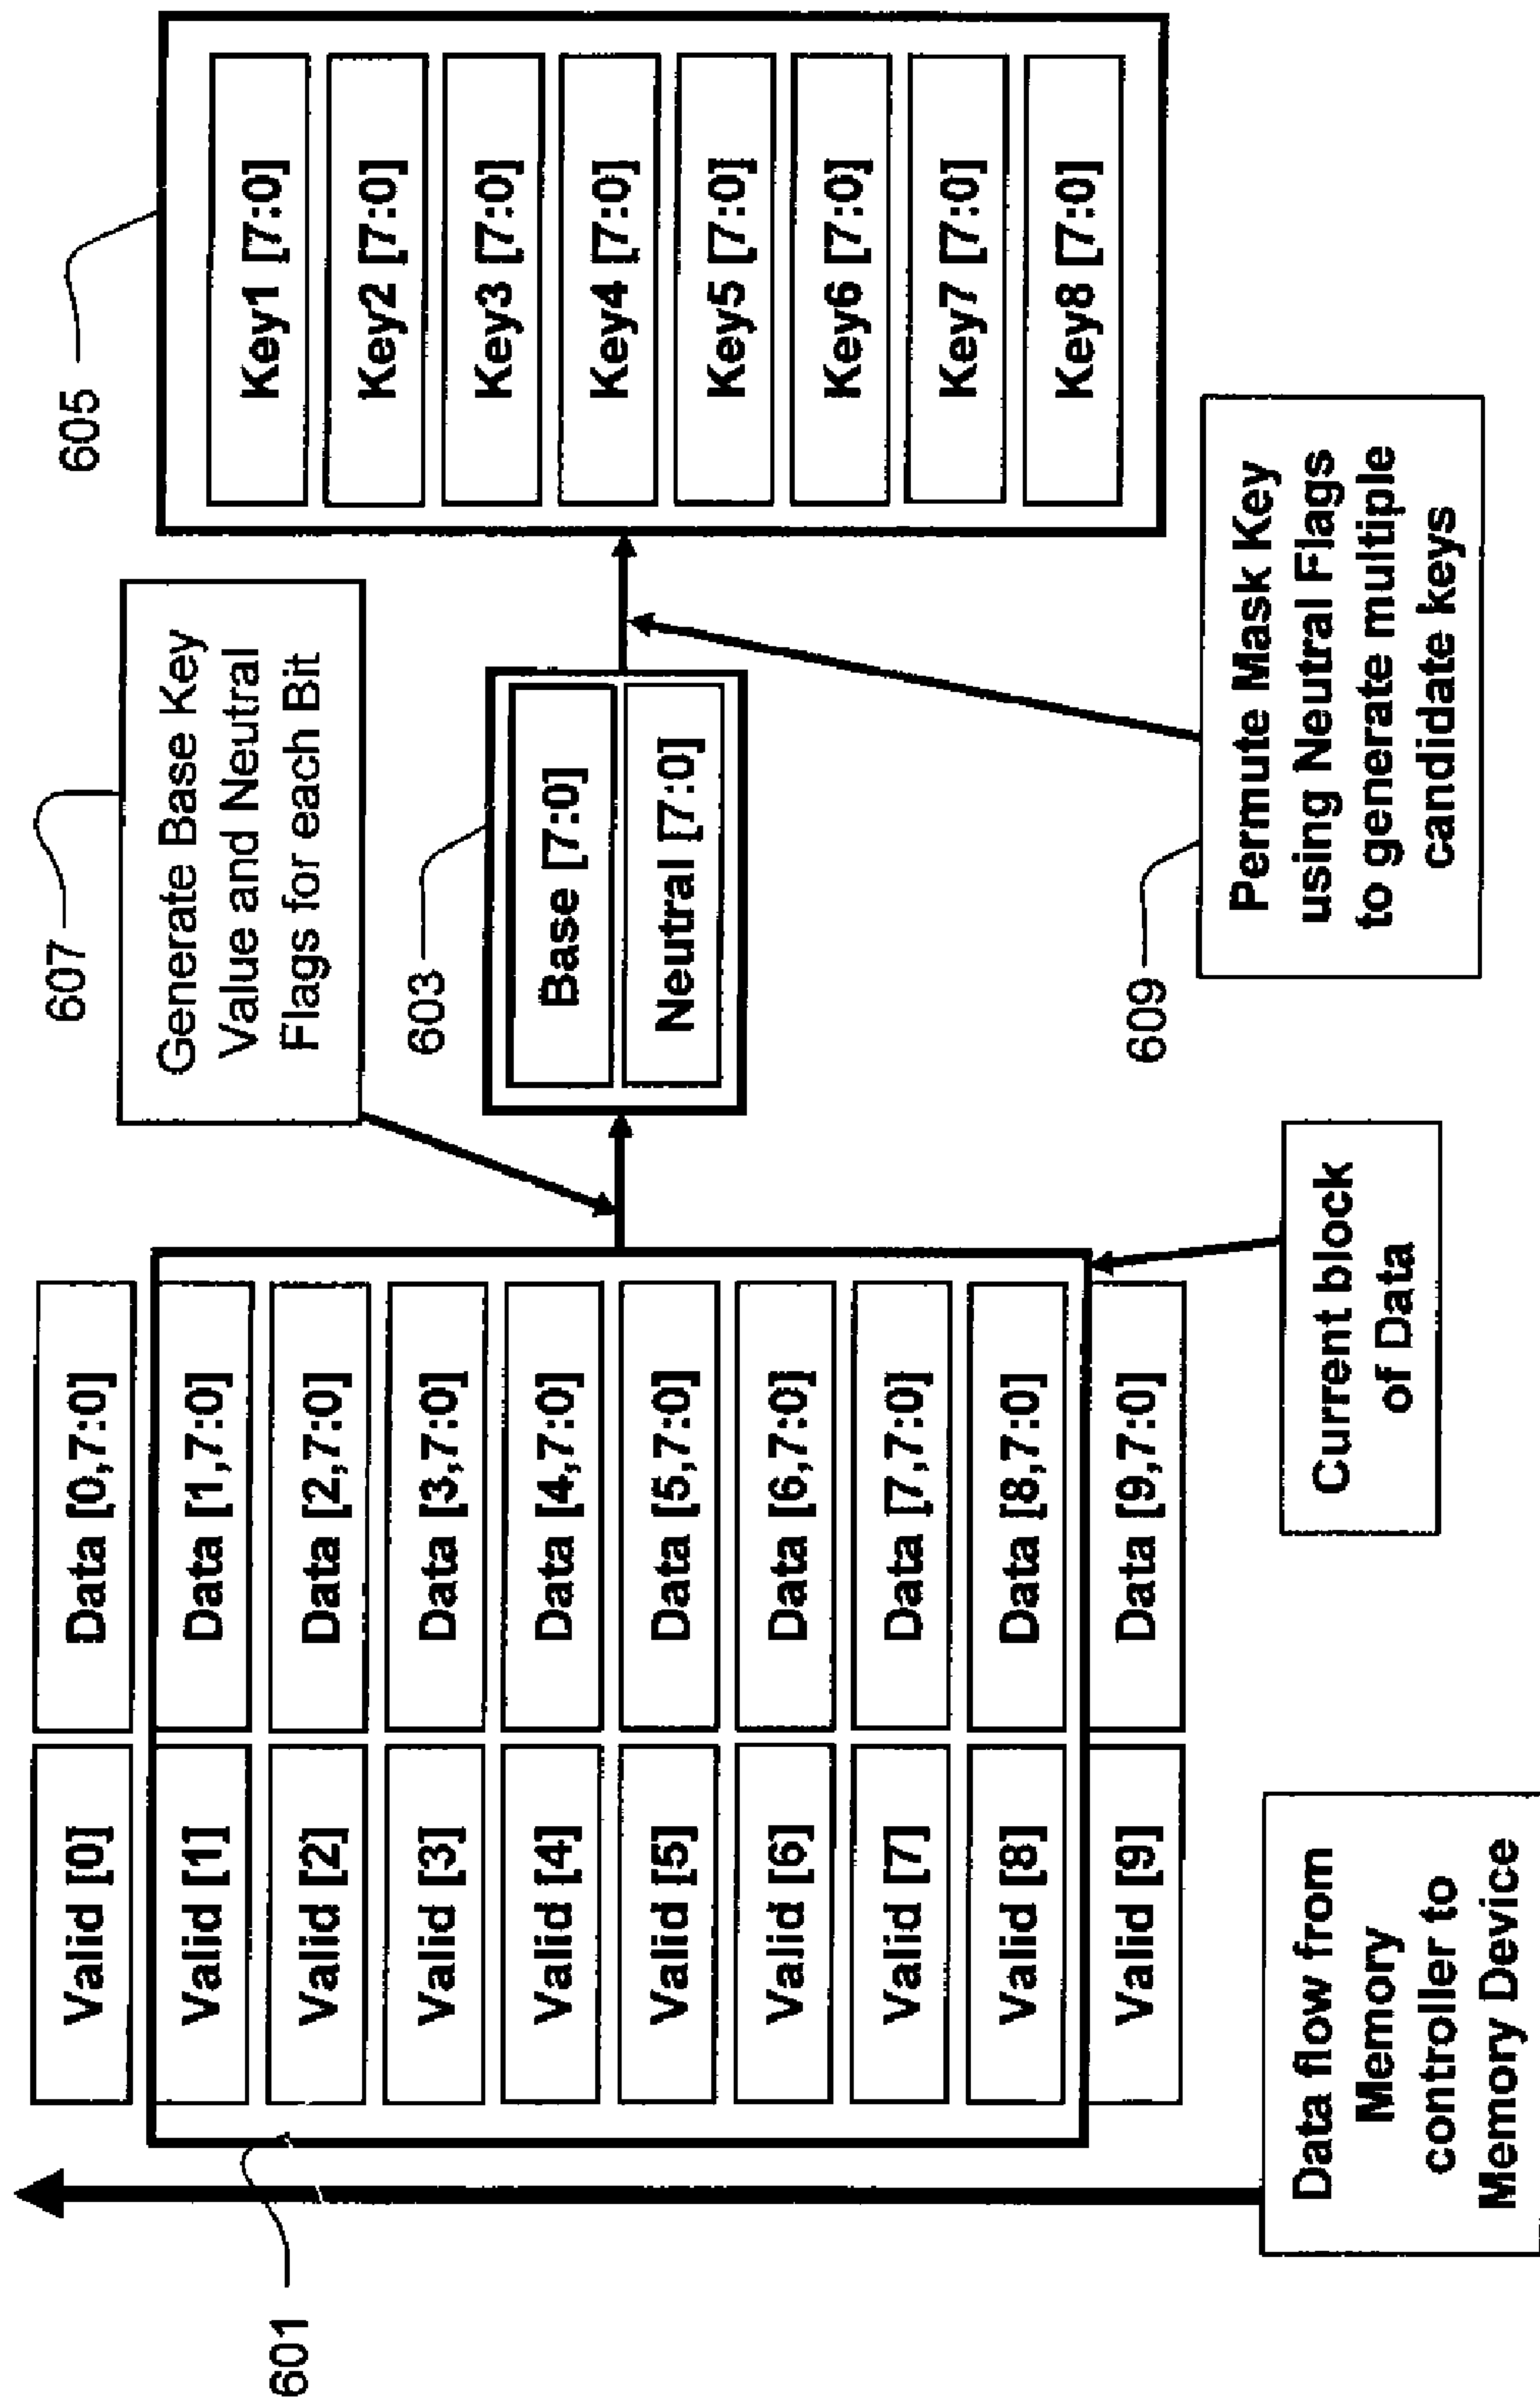 601
Valid [0]
Data [0,7:0]
Valid [1]
Data [1,7:0]
Valid [2]
Data [2,7:0]
Valid [3]
Data [3,7:0]
Valid [4]
Data [4,7:0]
Valid [5]
Data [5,7:0]
Valid [6]
Data [6,7:0]
Valid [7]
Data [7,7:0]
Valid [8]
Data [8,7:0]
Valid [9]
Data [9,7:0]
Data flow from
Memory
controller to
Memory Device
Current block
of Data
607
Generate Base Key
Value and Neutral
Flags for each Bit
603
Base [7:0]
Neutral [7:0]
609
Permute Mask Key
using Neutral Flags
to generate multiple
candidate keys
605
Key1 [7:0]
Key2 [7:0]
Key3 [7:0]
Key4 [7:0]
Key5 [7:0]
Key6 [7:0]
Key7 [7:0]
Key8 [7:0]